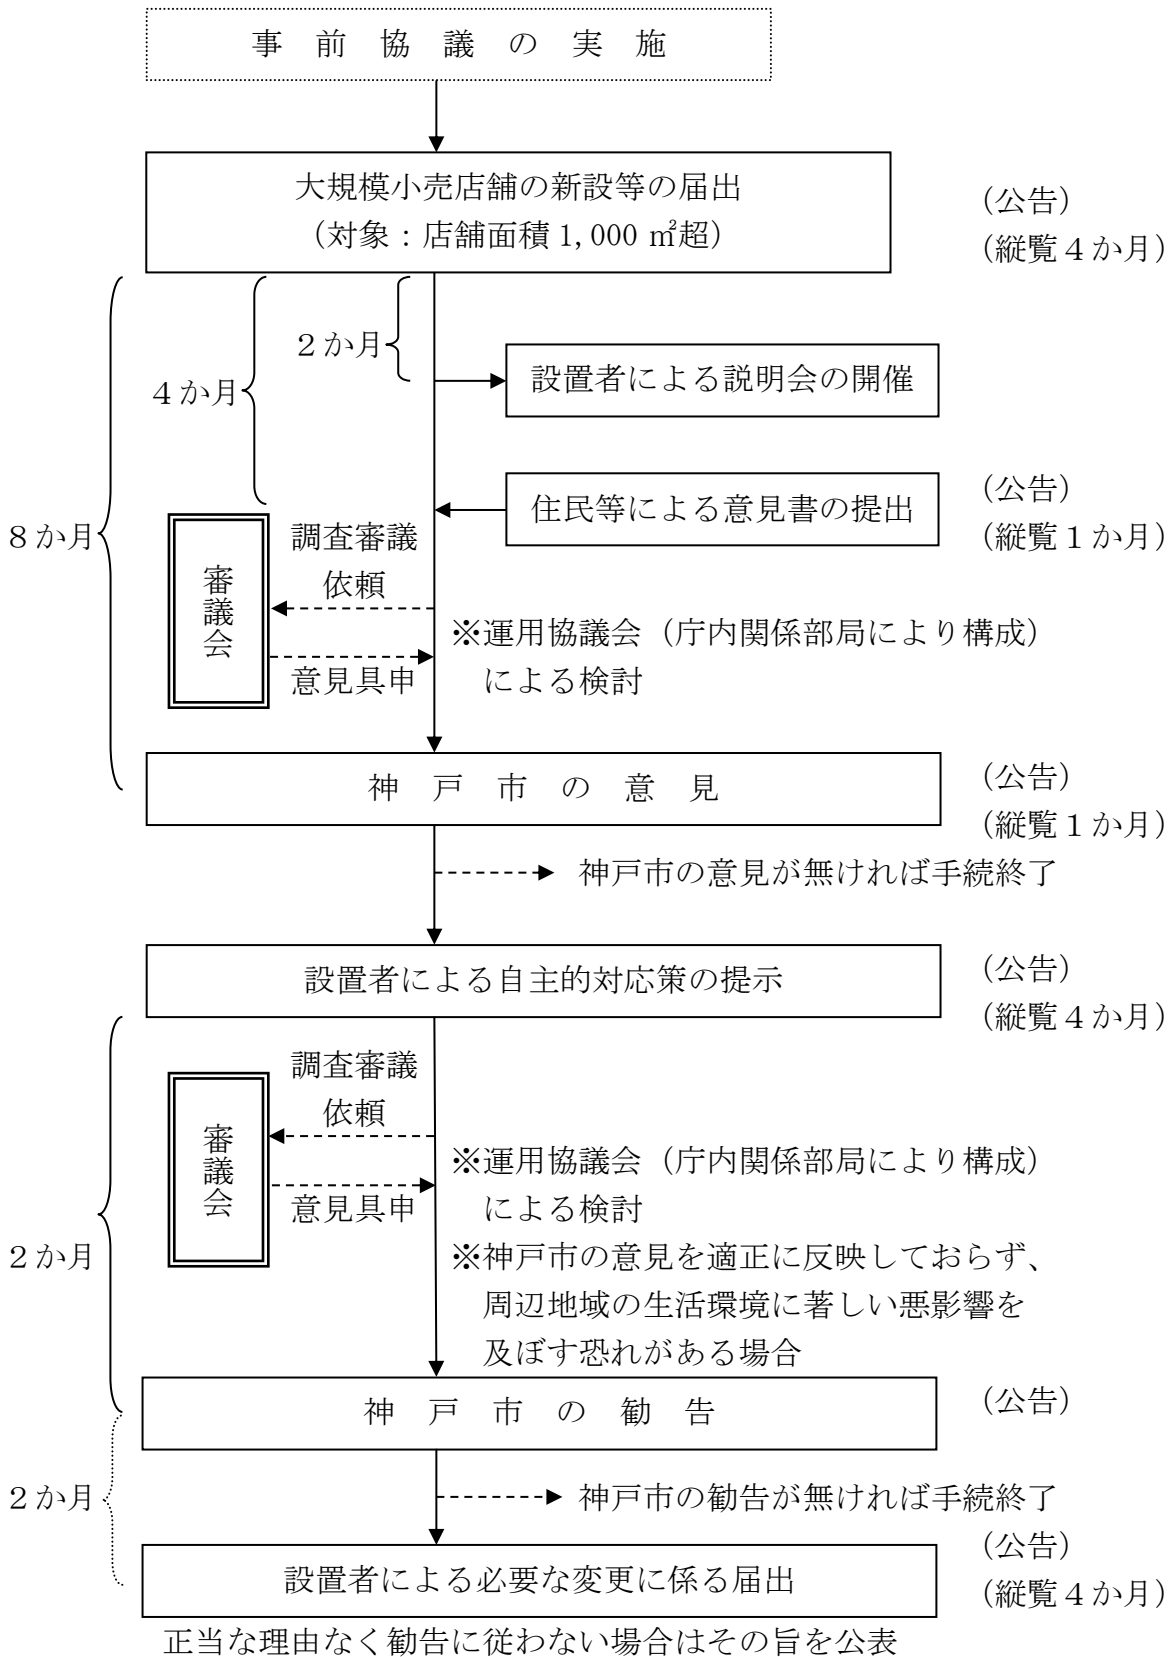 事前協議の実施
大規模小売店舗の新設等の届出
（対象：店舗面積 1,000 ㎡超）
（公告）
（縦覧４か月）
２か月
設置者による説明会の開催
４か月
住民等による意見書の提出
（公告）
（縦覧１か月）
８か月
審議会
調査審議
依頼
意見具申
※運用協議会（庁内関係部局により構成）
による検討
神戸市の意見
（公告）
（縦覧１か月）
神戸市の意見が無ければ手続終了
設置者による自主的対応策の提示
（公告）
（縦覧４か月）
２か月
審議会
調査審議
依頼
意見具申
※運用協議会（庁内関係部局により構成）
による検討
※神戸市の意見を適正に反映しておらず、
周辺地域の生活環境に著しい悪影響を
及ぼす恐れがある場合
神戸市の勧告
（公告）
２か月
神戸市の勧告が無ければ手続終了
設置者による必要な変更に係る届出
（公告）
（縦覧４か月）
正当な理由なく勧告に従わない場合はその旨を公表